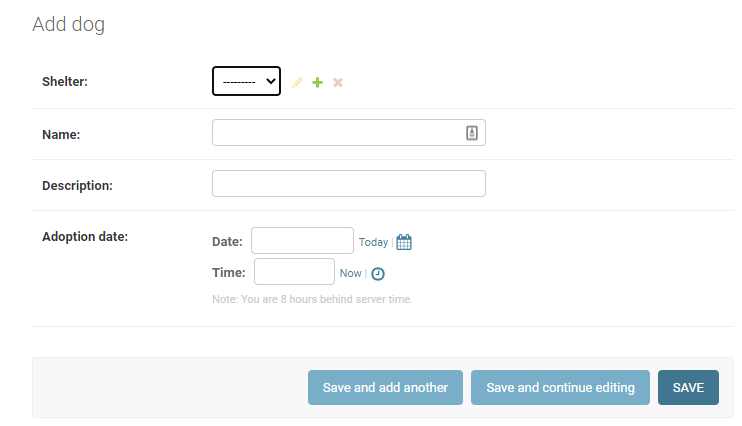 Add dog
Shelter: ---------
Name:
Description:
Adoption date:
Date: Today |
Time: Now |
Note: You are 8 hours behind server time.
Save and add another Save and continue editing SAVE